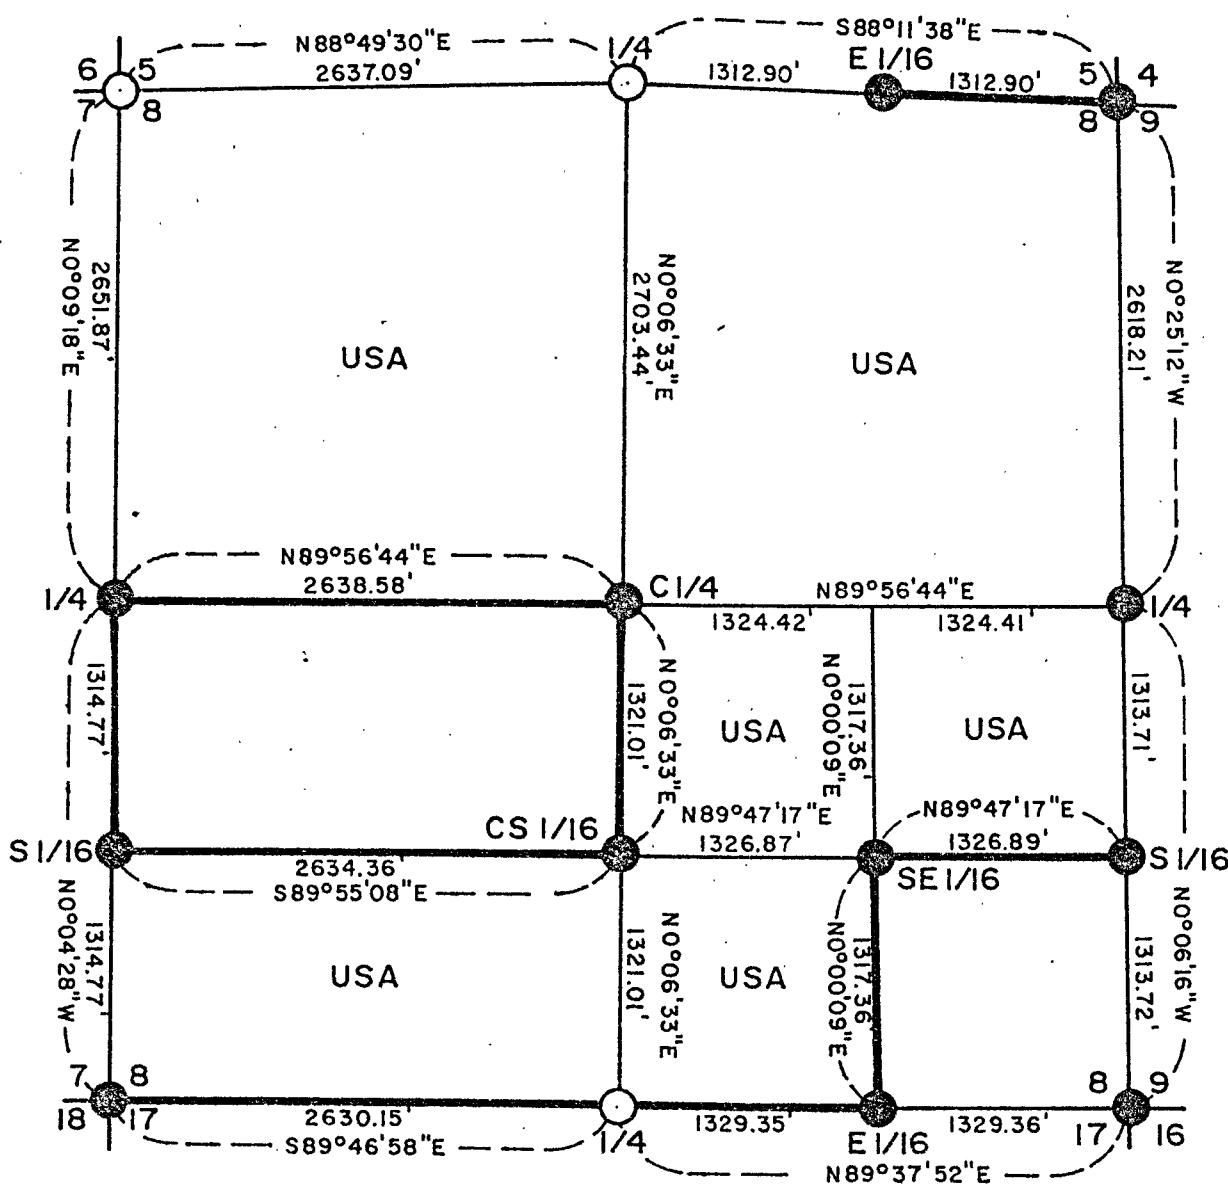 S88°11'38"E
N88°49'30"E
1/4
E 1/16
6 5
5 4
2637.09'
1312.90'
1312.90'
7 8
8 9
N0°09'18"E
2651.87'
N0°06'33"E
2703.44'
2618.21'
N0°25'12"W
USA
USA
N89°56'44"E
2638.58'
1/4
C 1/4
N89°56'44"E
1/4
1324.42'
1324.41'
1314.77'
1321.01'
N0°06'33"E
N0°00'09"E
1317.36'
1313.71'
USA
USA
N89°47'17"E
N89°47'17"E
CS 1/16
1326.87'
1326.89'
S 1/16
2634.36'
SE 1/16
S 1/16
S89°55'08"E
N0°04'28"W
1314.77'
1321.01'
N0°06'33"E
N0°00'09"E
1317.36'
1313.72'
N0°06'16"W
USA
USA
7 8
8 9
18 17
2630.15'
1329.35'
1329.36'
17 16
S89°46'58"E
1/4
E 1/16
N89°37'52"E